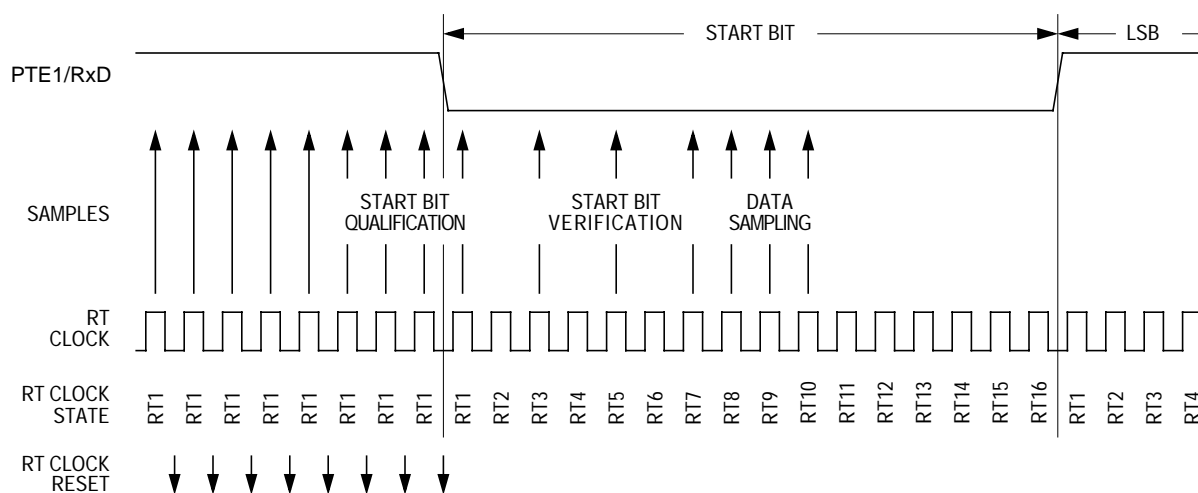 START BIT
LSB
PTE1/RxD
SAMPLES
START BIT
QUALIFICATION
START BIT
VERIFICATION
DATA
SAMPLING
RT
CLOCK
RT CLOCK
STATE
RT1 RT1 RT1 RT1 RT1 RT1 RT1 RT1 RT1 RT2 RT3 RT4 RT5 RT6 RT7 RT8 RT9 RT10 RT11 RT12 RT13 RT14 RT15 RT16 RT1 RT2 RT3 RT4
RT CLOCK
RESET